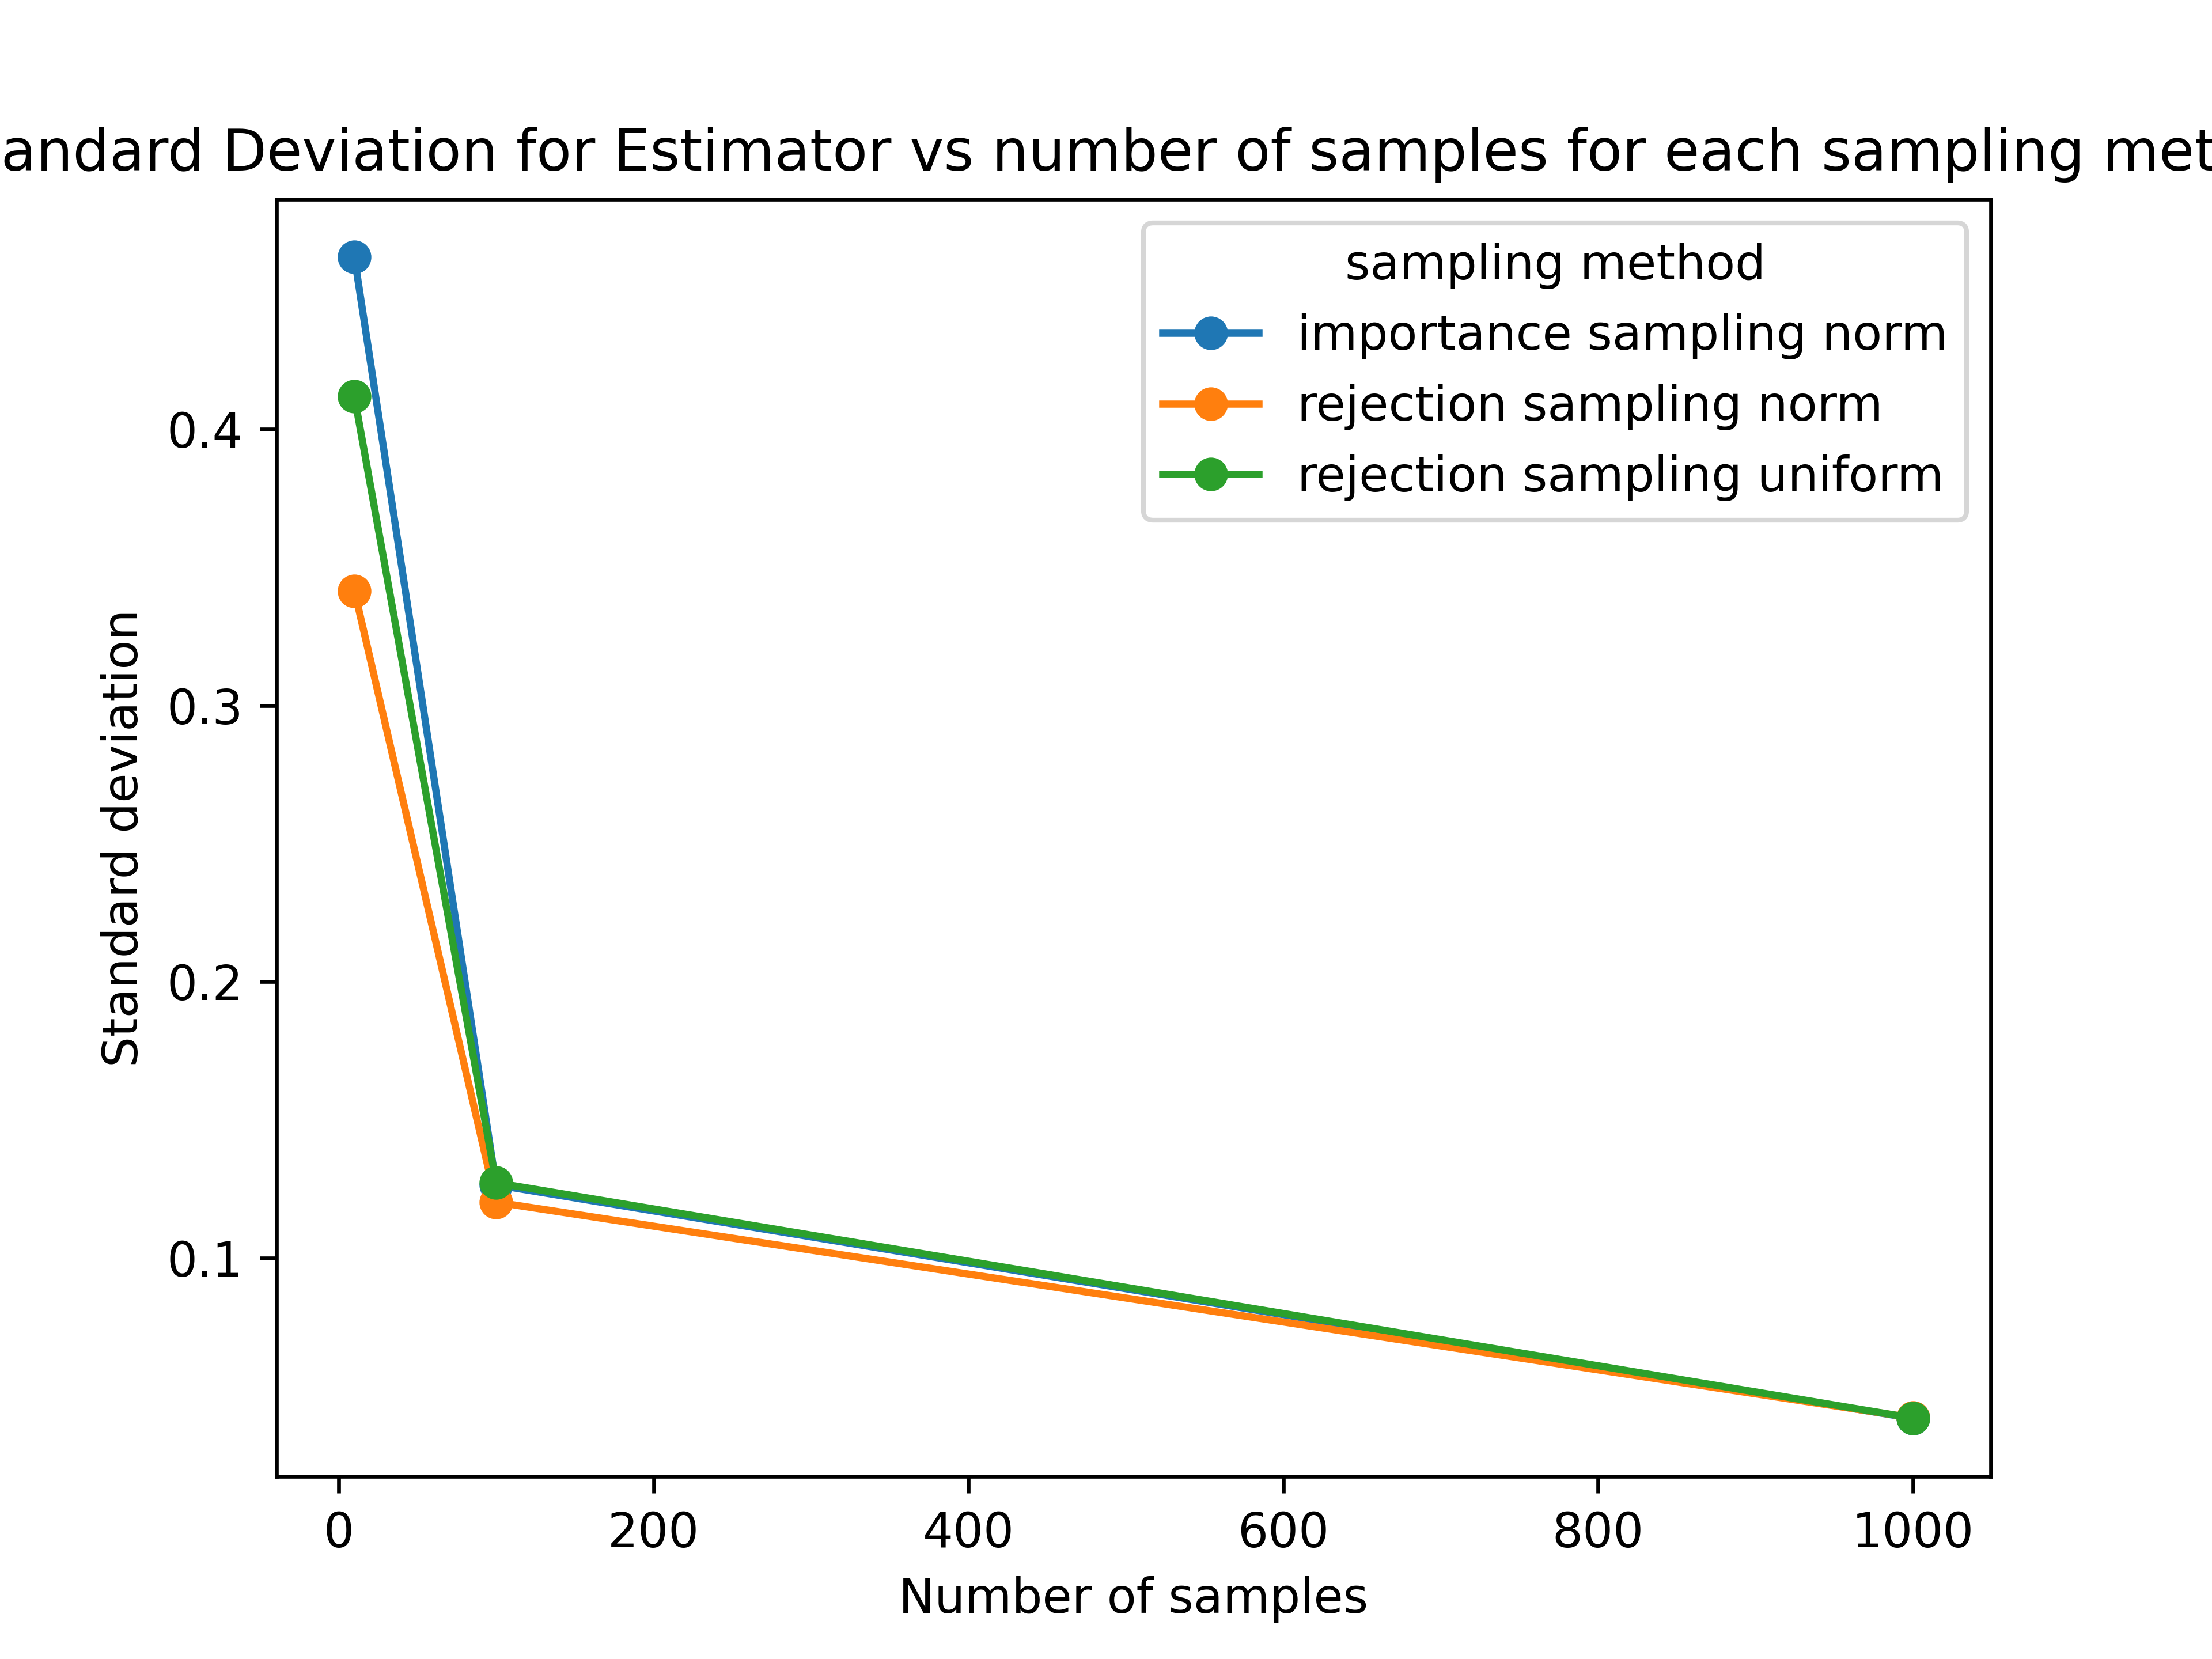 andard Deviation for Estimator vs number of samples for each sampling met
sampling method
importance sampling norm
rejection sampling norm
rejection sampling uniform
Standard deviation
0.4
0.3
0.2
0.1
0 200 400 600 800 1000
Number of samples